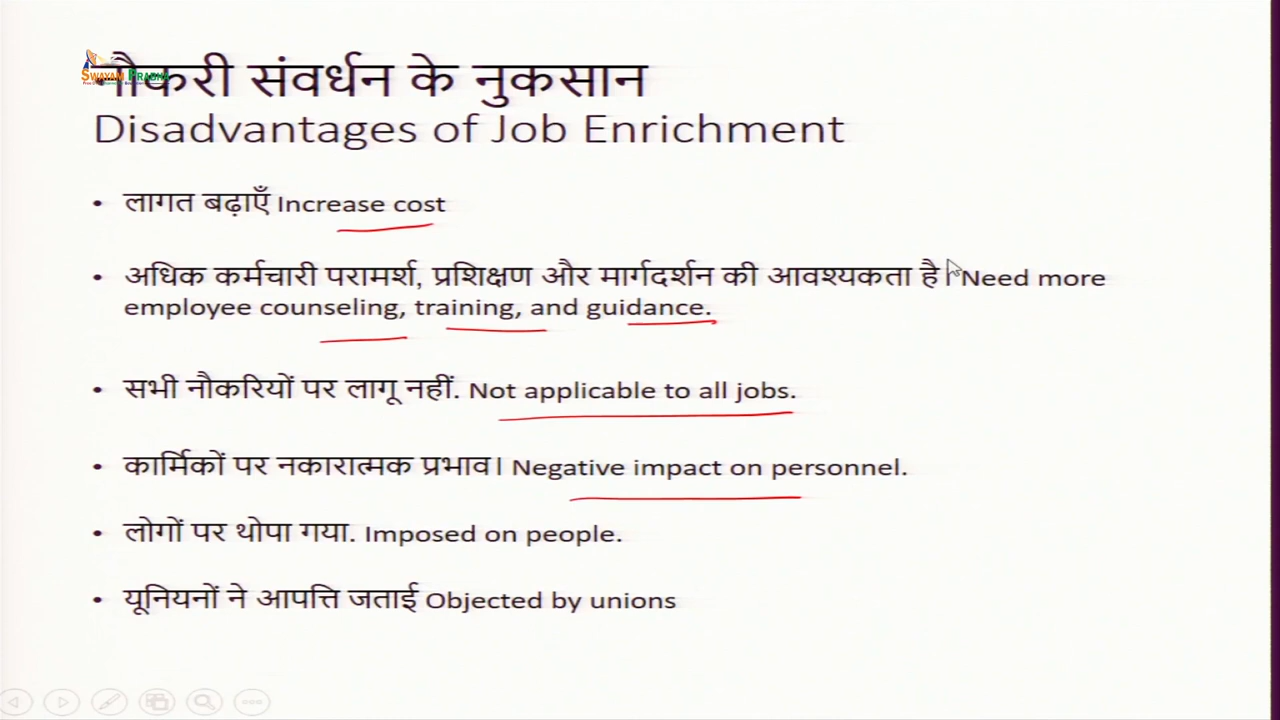 नौकरी संवर्धन के नुकसान
SWAYAM PRABHA
Disadvantages of Job Enrichment
• लागत बढ़ाएँ Increase cost
• अधिक कर्मचारी परामर्श, प्रशिक्षण और मार्गदर्शन की आवश्यकता है। Need more
employee counseling, training, and guidance.
• सभी नौकरियों पर लागू नहीं. Not applicable to all jobs.
• कार्मिकों पर नकारात्मक प्रभाव। Negative impact on personnel.
• लोगों पर थोपा गया. Imposed on people.
• यूनियनों ने आपत्ति जताई Objected by unions